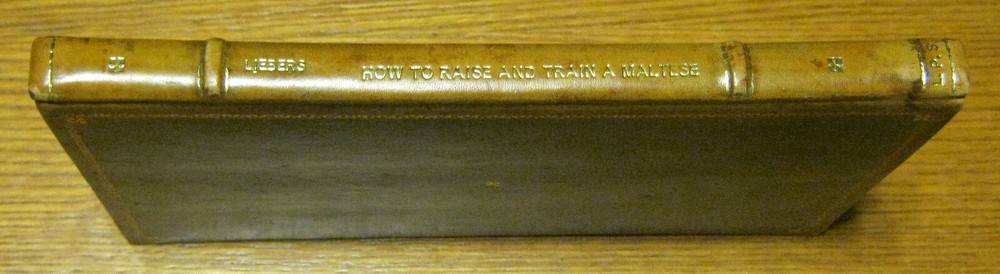 LIEBERS
HOW TO RAISE AND TRAIN A MALTESE
L.P.S